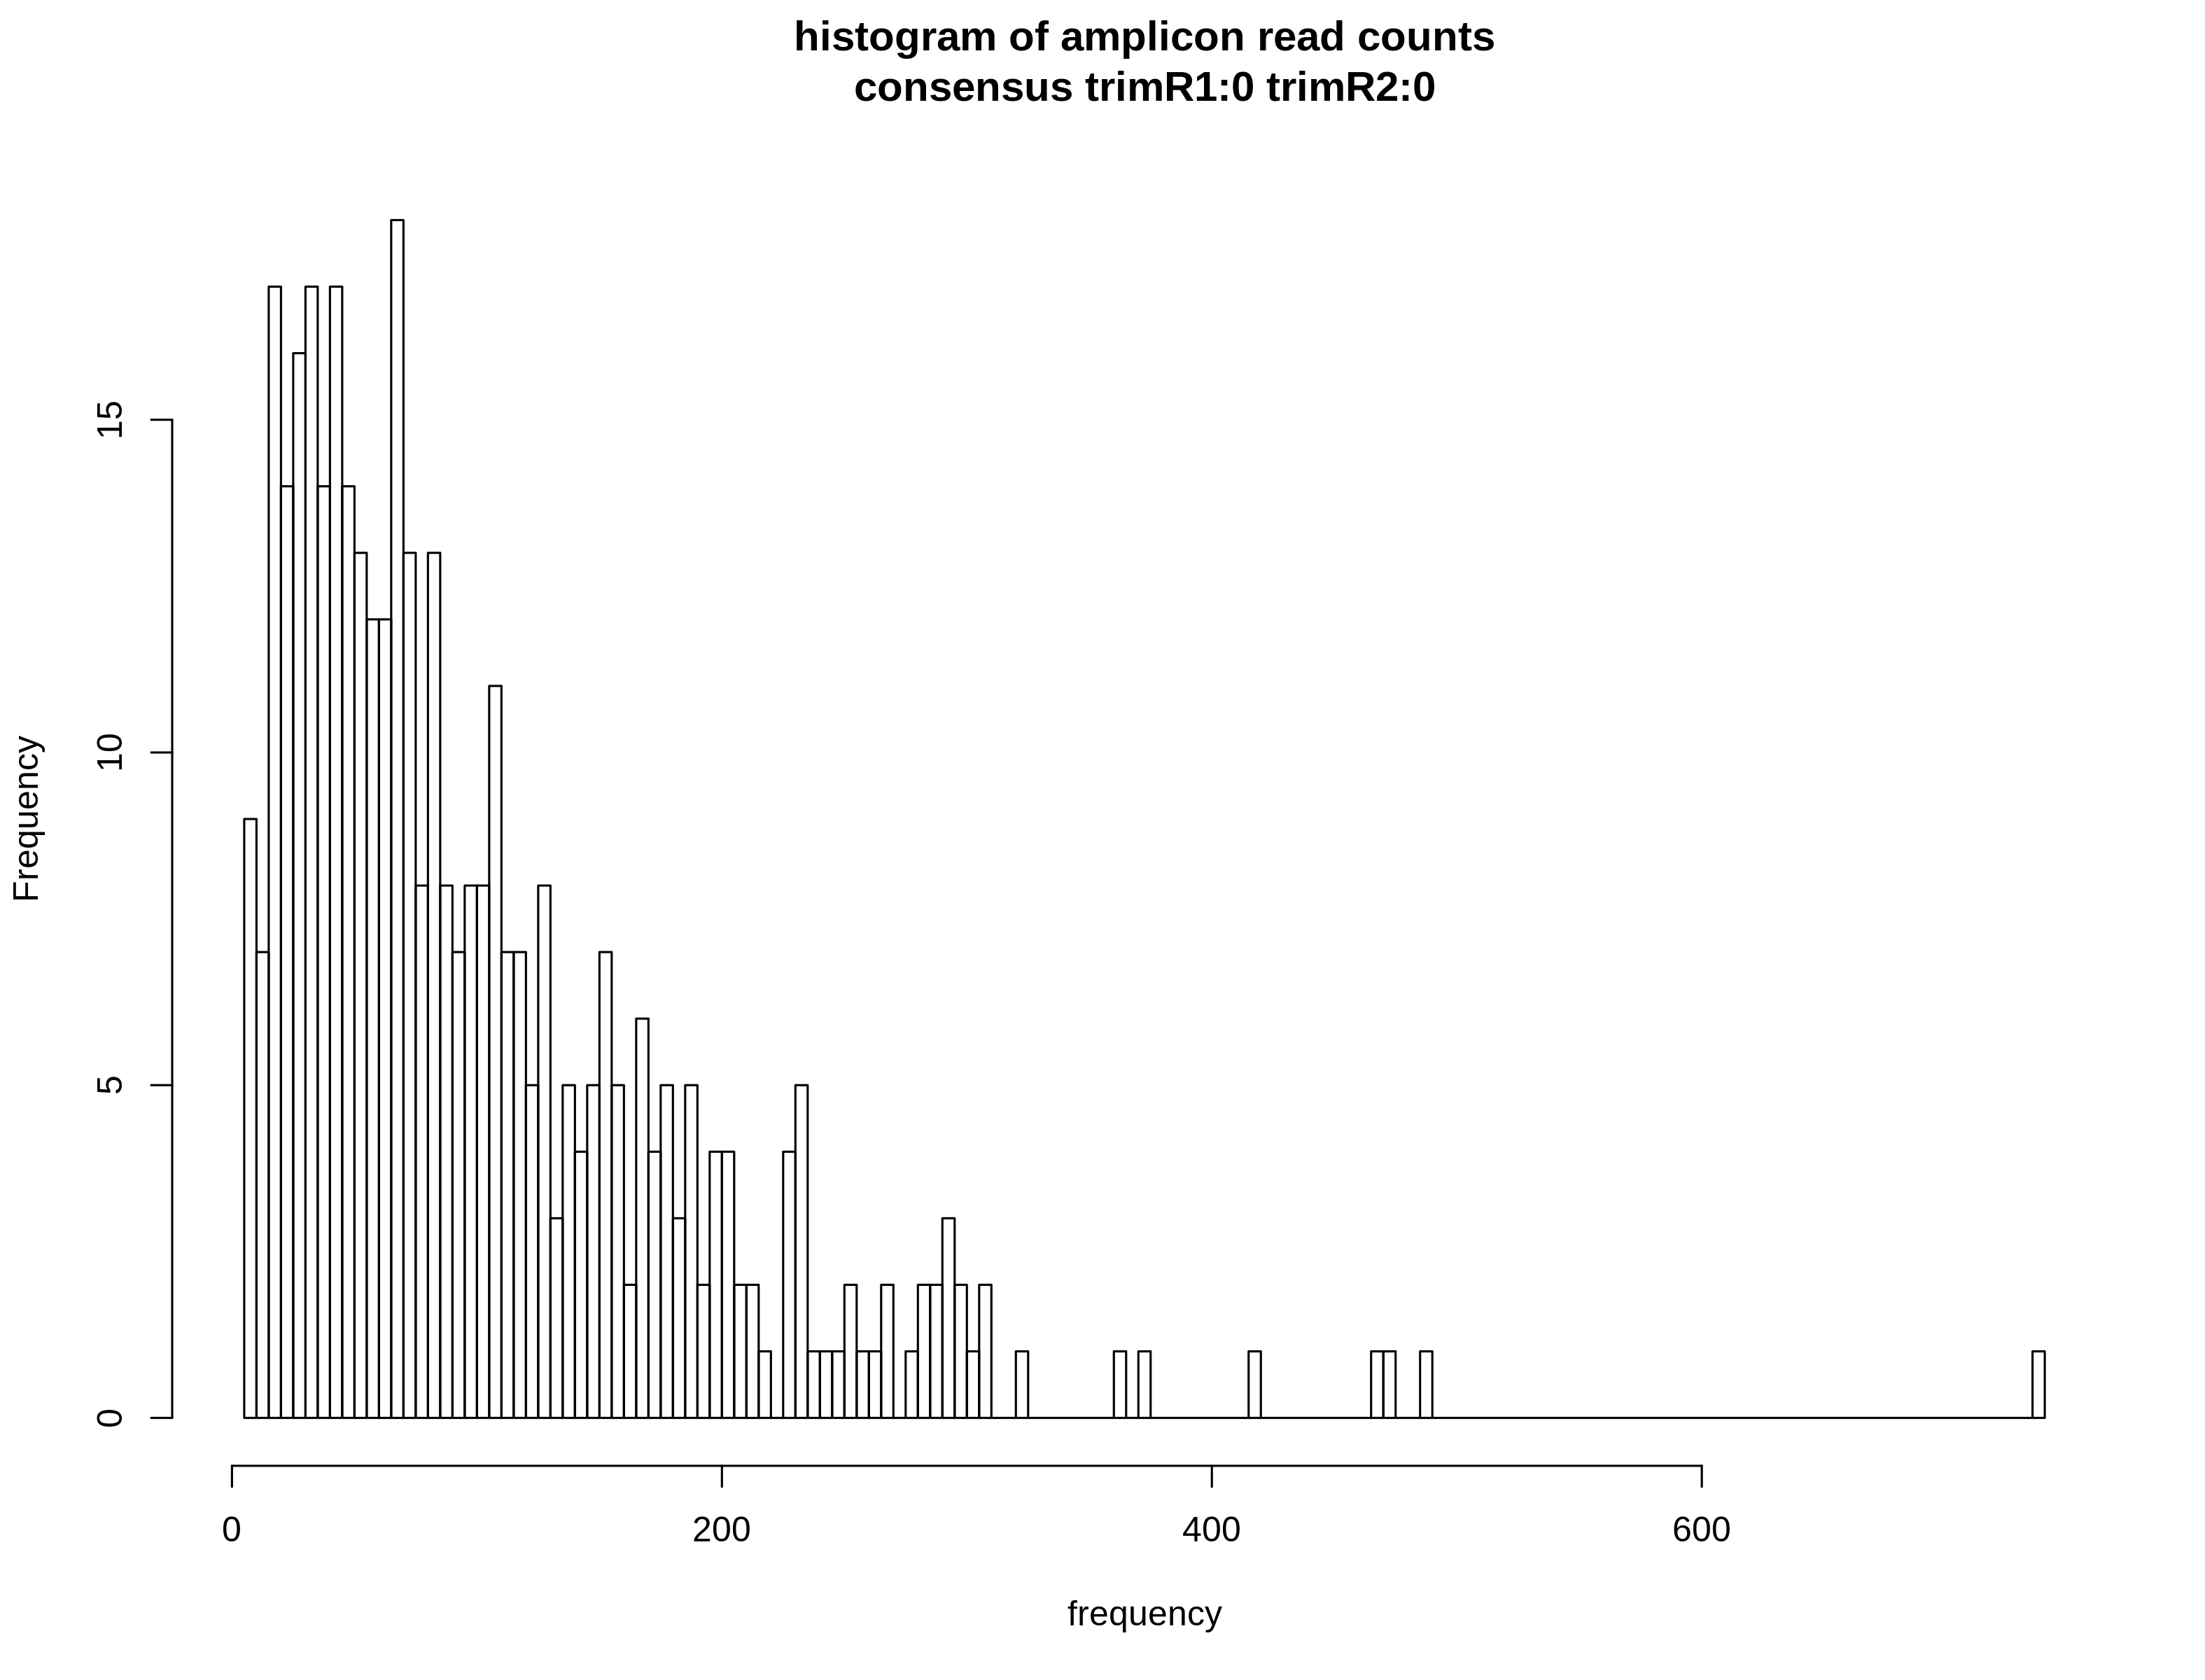 histogram of amplicon read counts
consensus trimR1:0 trimR2:0
15
10
5
0
Frequency
0 200 400 600
frequency